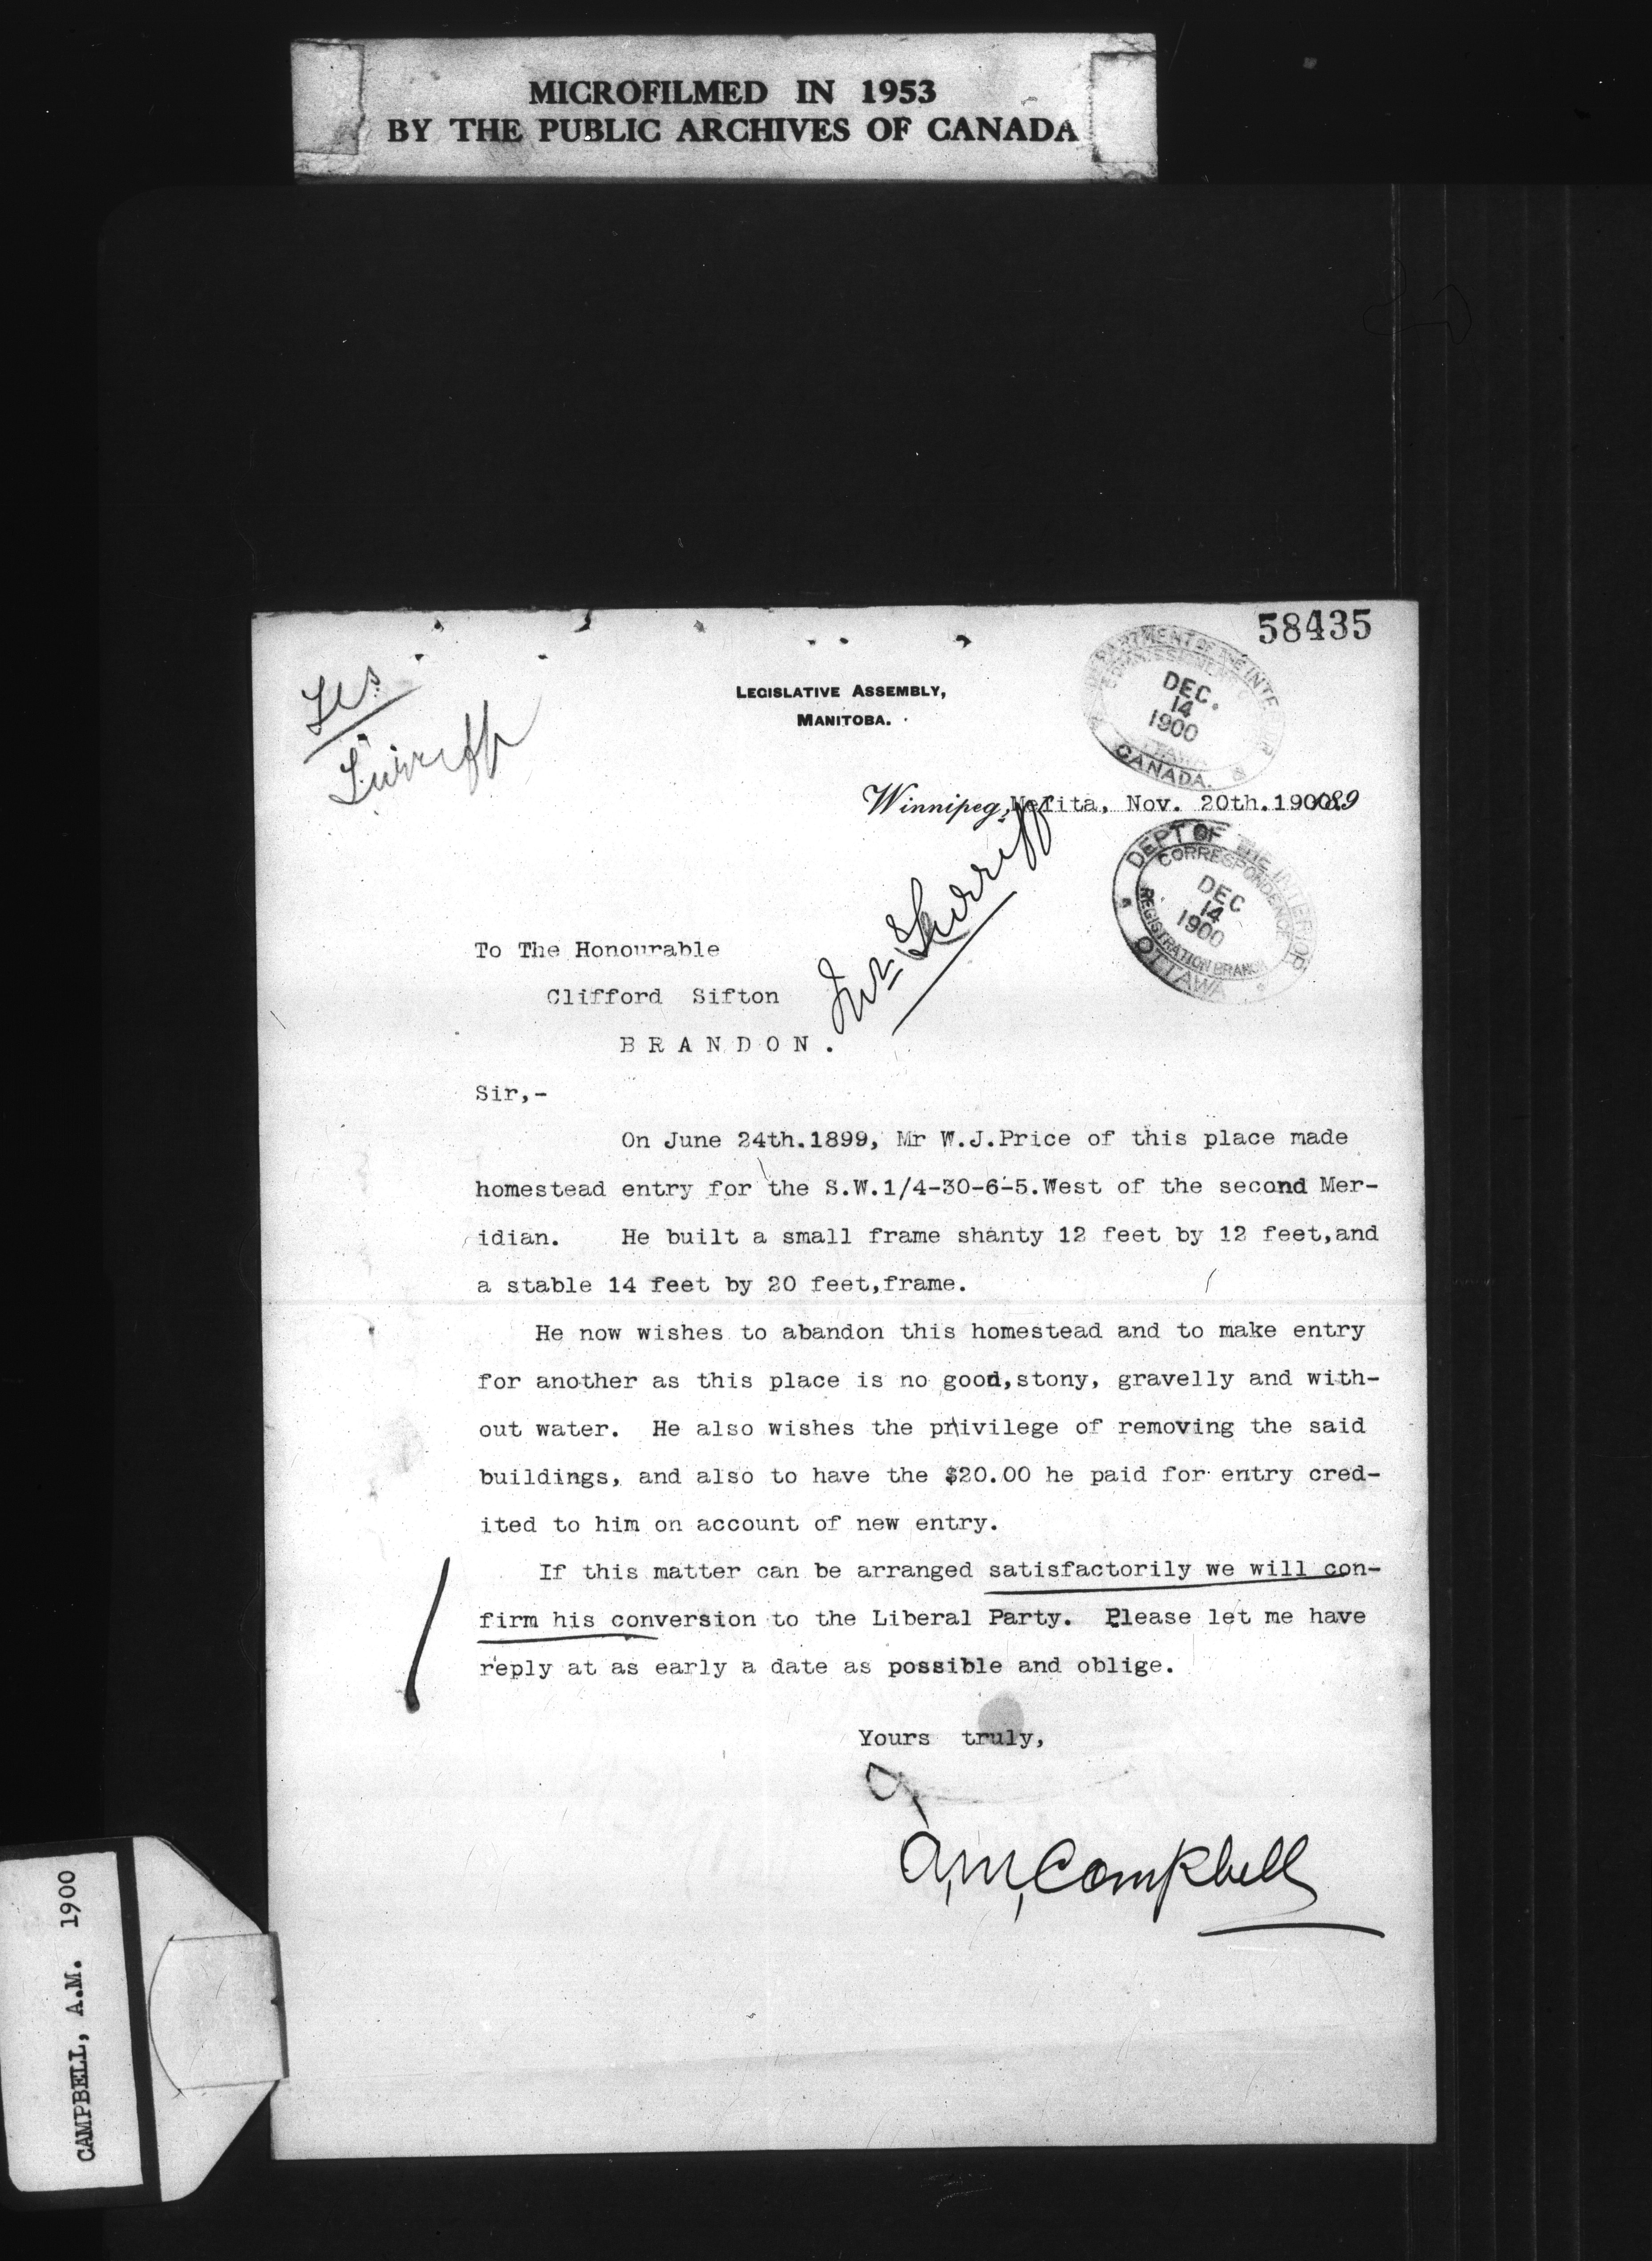 MICROFILMED IN 1953
BY THE PUBLIC ARCHIVES OF CANADA
58435
LEGISLATIVE ASSEMBLY,
MANITOBA.
DEPARTMENT OF THE INTERIOR
COMMISSIONER
DEC. 14 1900
CANADA.
Winnipeg, Melita, Nov. 20th. 1900. 189
DEPT OF THE INTERIOR
CORRESPONDENCE
DEC 14 1900
REGISTRATION BRANCH
OTTAWA
To The Honourable
Clifford Sifton
BRANDON.
Sir,-
On June 24th.1899, Mr W.J.Price of this place made
homestead entry for the S.W.1/4-30-6-5.West of the second Mer-
idian. He built a small frame shanty 12 feet by 12 feet,and
a stable 14 feet by 20 feet,frame.
He now wishes to abandon this homestead and to make entry
for another as this place is no good,stony, gravelly and with-
out water. He also wishes the privilege of removing the said
buildings, and also to have the $20.00 he paid for entry cred-
ited to him on account of new entry.
If this matter can be arranged satisfactorily we will con-
firm his conversion to the Liberal Party. Please let me have
reply at as early a date as possible and oblige.
Yours truly,
A.M. Campbell
CAMPBELL, A.M. 1900